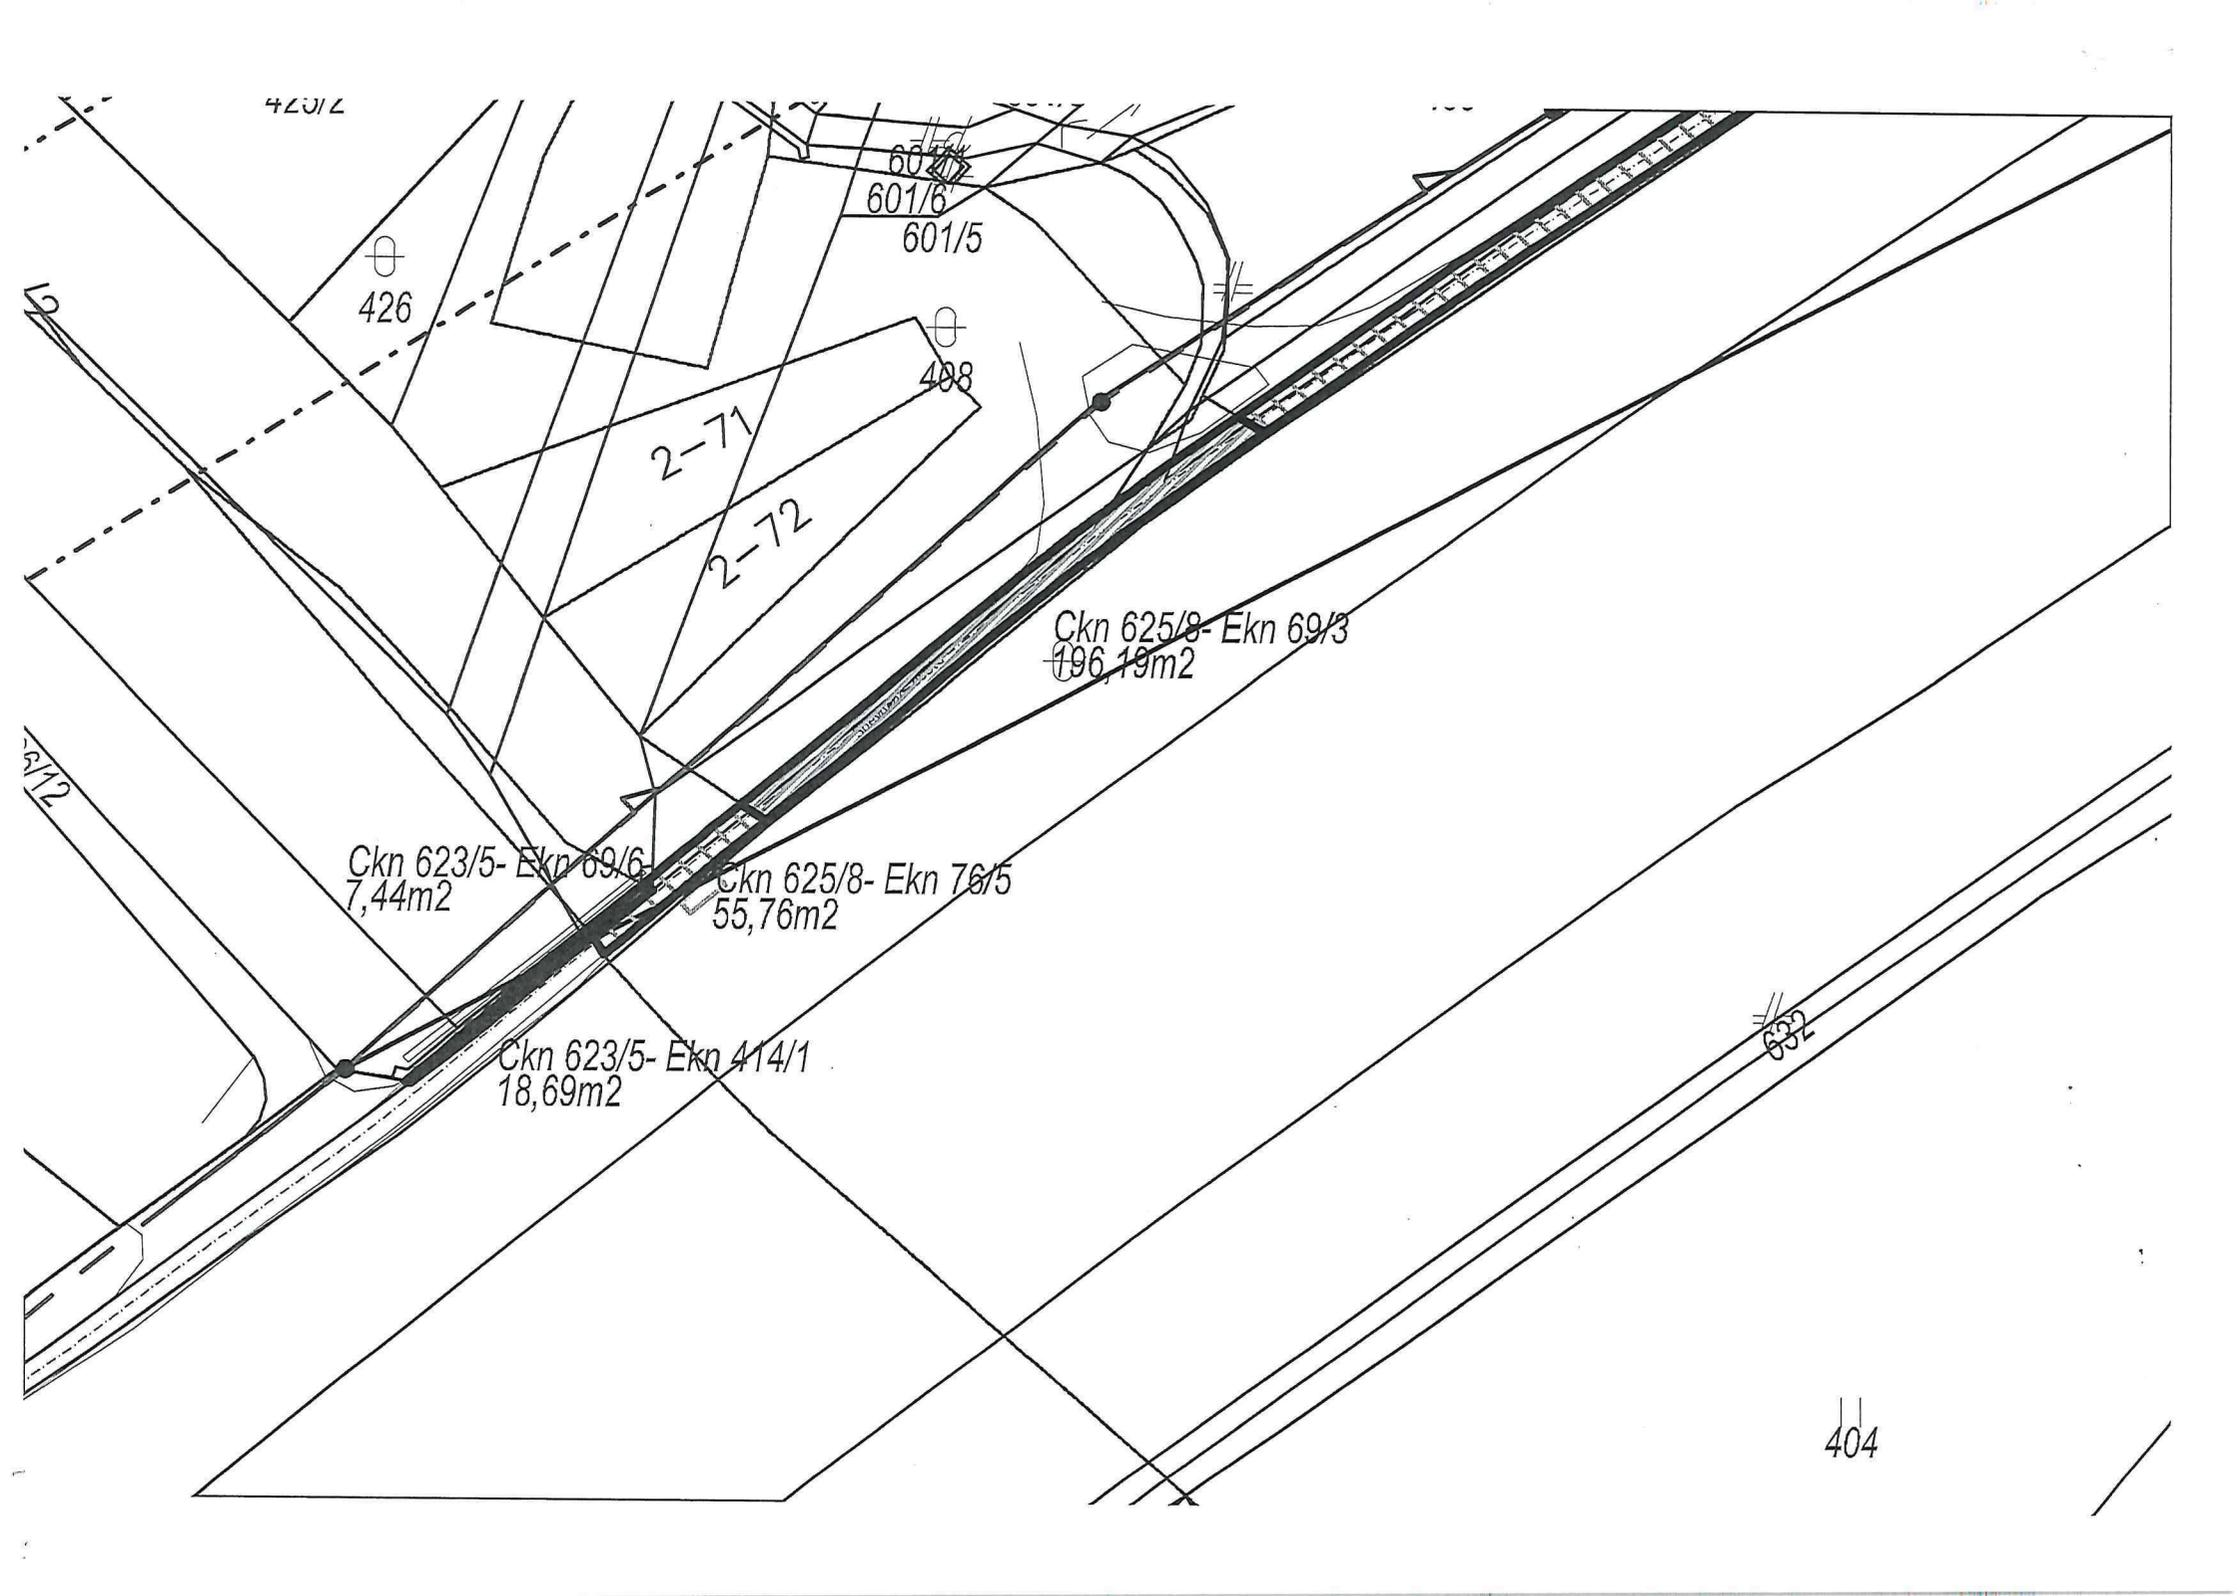 601/6
601/5
426
408
2-71
2-72
Ckn 625/8- Ekn 69/3
196,19m2
Ckn 623/5- Ekn 69/6
7,44m2
Ckn 625/8- Ekn 76/5
55,76m2
632
Ckn 623/5- Ekn 414/1
18,69m2
404